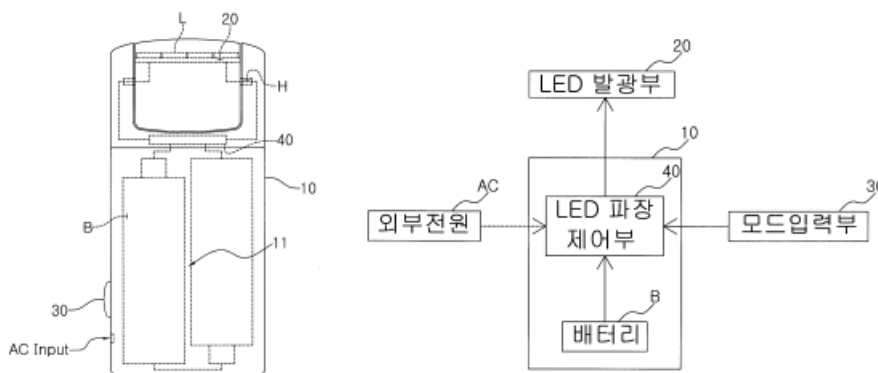 L
20
H
40
10
B
11
30
AC Input
20
LED 발광부
10
40
AC
LED 파장
제어부
30
외부전원
모드입력부
B
배터리